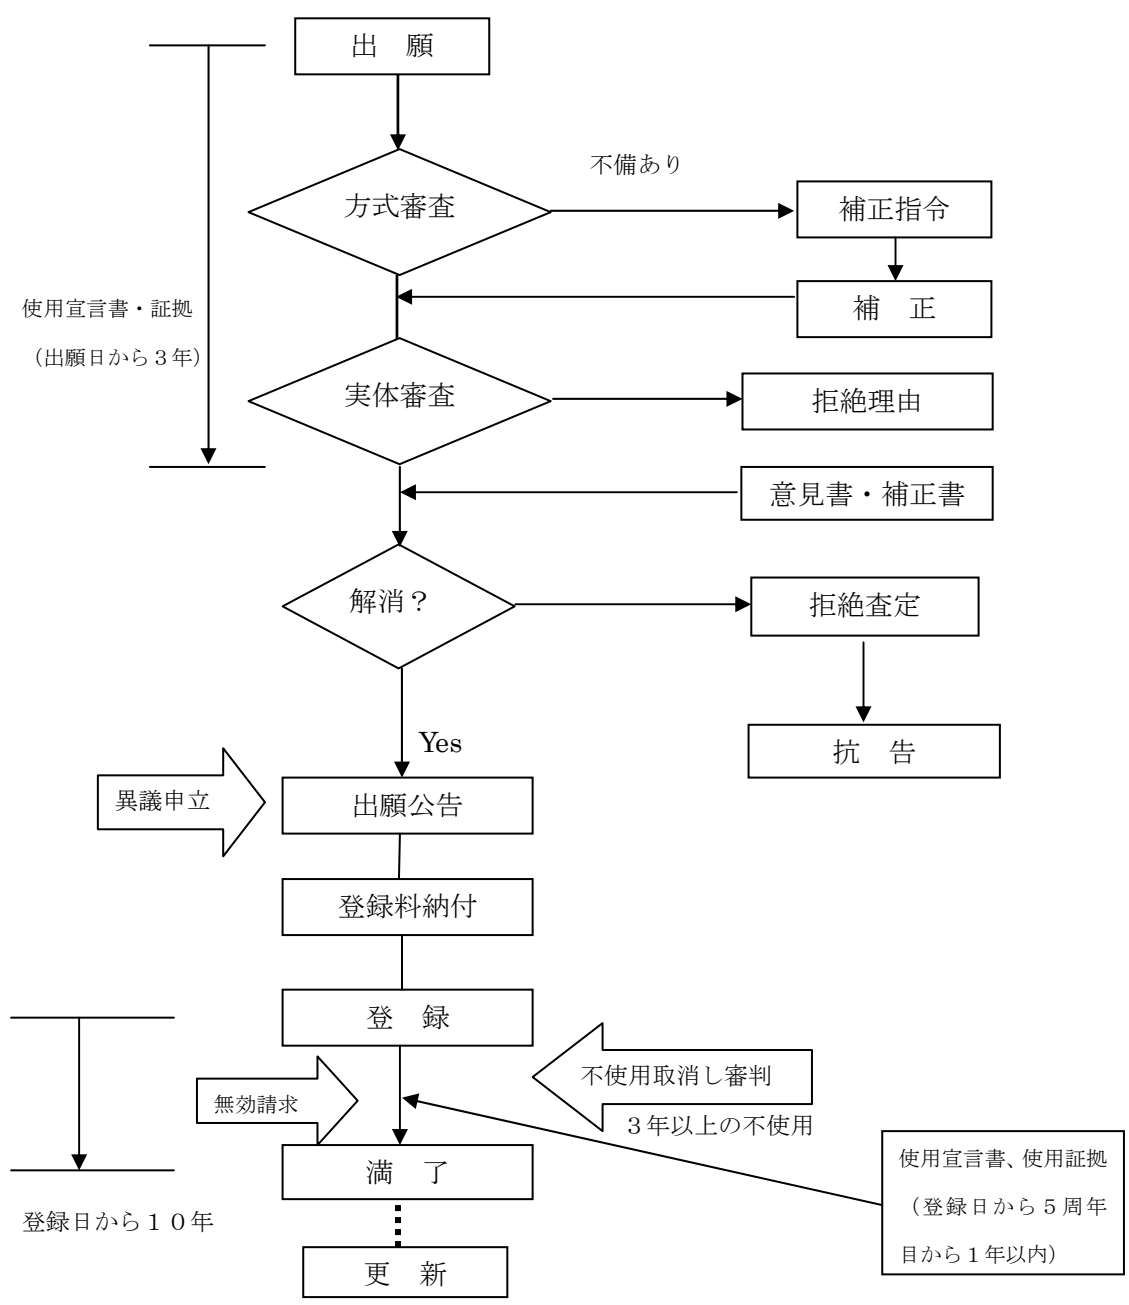 出　願
不備あり
方式審査
補正指令
補　正
使用宣言書・証拠
（出願日から３年）
実体審査
拒絶理由
意見書・補正書
解消？
拒絶査定
抗　告
Yes
異議申立
出願公告
登録料納付
登　録
不使用取消し審判
無効請求
３年以上の不使用
満　了
使用宣言書、使用証拠
（登録日から５周年
目から１年以内）
登録日から１０年
更　新